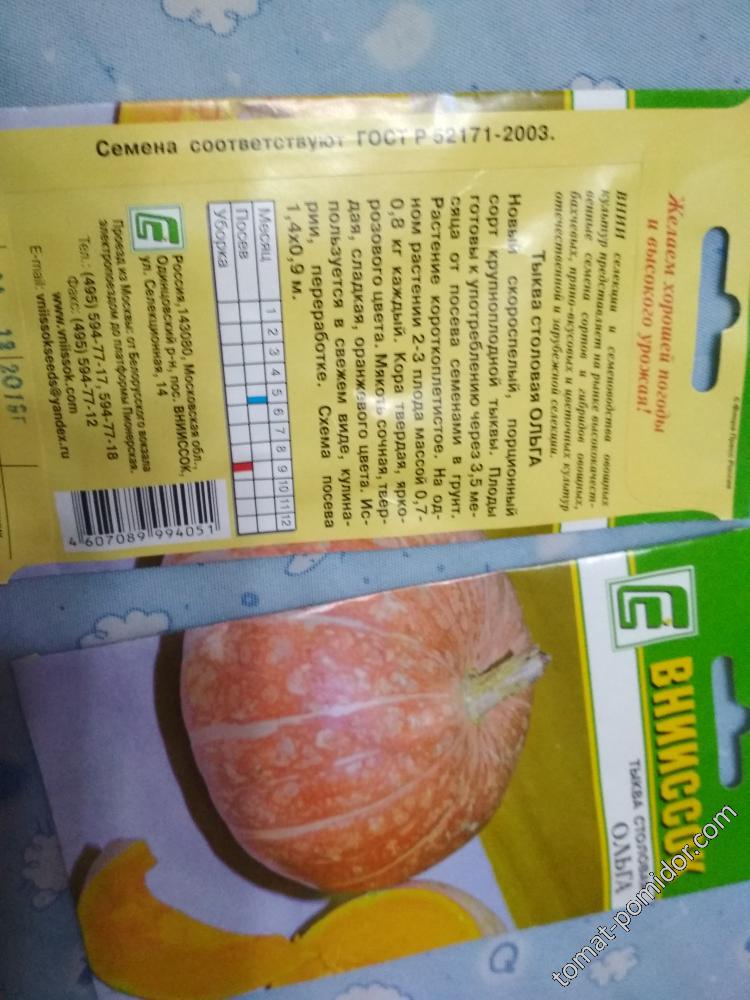 Семена соответствуют ГОСТ Р 52171-2003.
Желаем хорошей погоды
и высокого урожая!
© Флора Пресс Россия
ВНИИ селекции и семеноводства овощных
культур представляет на рынке высококачест-
венные семена сортов и гибридов овощных,
бахчевых, пряно-вкусовых и цветочных культур
отечественной и зарубежной селекции.
Тыква столовая ОЛЬГА
Новый скороспелый, порционный
сорт крупноплодной тыквы. Плоды
готовы к употреблению через 3,5 ме-
сяца от посева семенами в грунт.
Растение короткоплетистое. На од-
ном растении 2-3 плода массой 0,7-
0,8 кг каждый. Кора твердая, ярко-
розового цвета. Мякоть сочная, твер-
дая, сладкая, оранжевого цвета. Ис-
пользуется в свежем виде, кулина-
рии, переработке. Схема посева
1,4х0,9 м.
Месяц 1 2 3 4 5 6 7 8 9 10 11 12
Посев
Уборка
Россия, 143080, Московская обл.,
Одинцовский р-н, пос. ВНИИССОК,
ул. Селекционная, 14
Проезд из Москвы: от Белорусского вокзала
электропоездом до платформы Пионерская.
Тел.: (495) 594-77-17, 594-77-18
Факс: (495) 594-77-12
www.vniissok.com
E-mail: vniissokseeds@yandex.ru
4 607089 994051
ВНИИССОК
ТЫКВА СТОЛОВАЯ
ОЛЬГА
tomat-pomidor.com